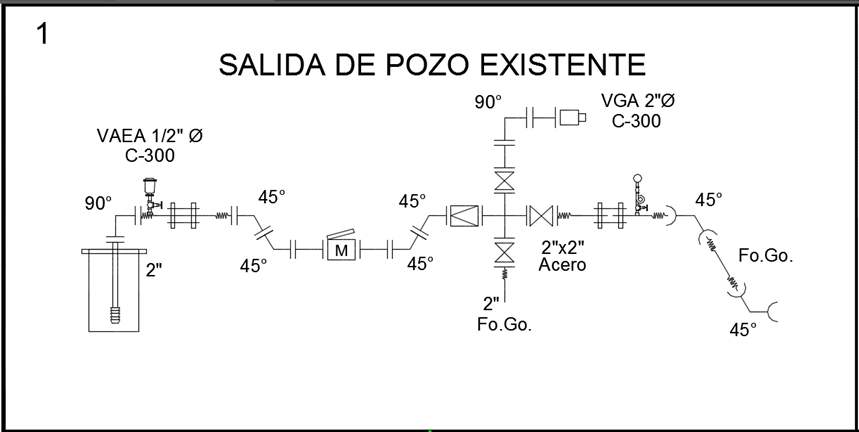 1
SALIDA DE POZO EXISTENTE
90°
VGA 2"Ø
C-300
VAEA 1/2" Ø
C-300
90°
45°
45°
45°
45°
45°
M
2"
2"x2"
Acero
Fo.Go.
2"
Fo.Go.
45°